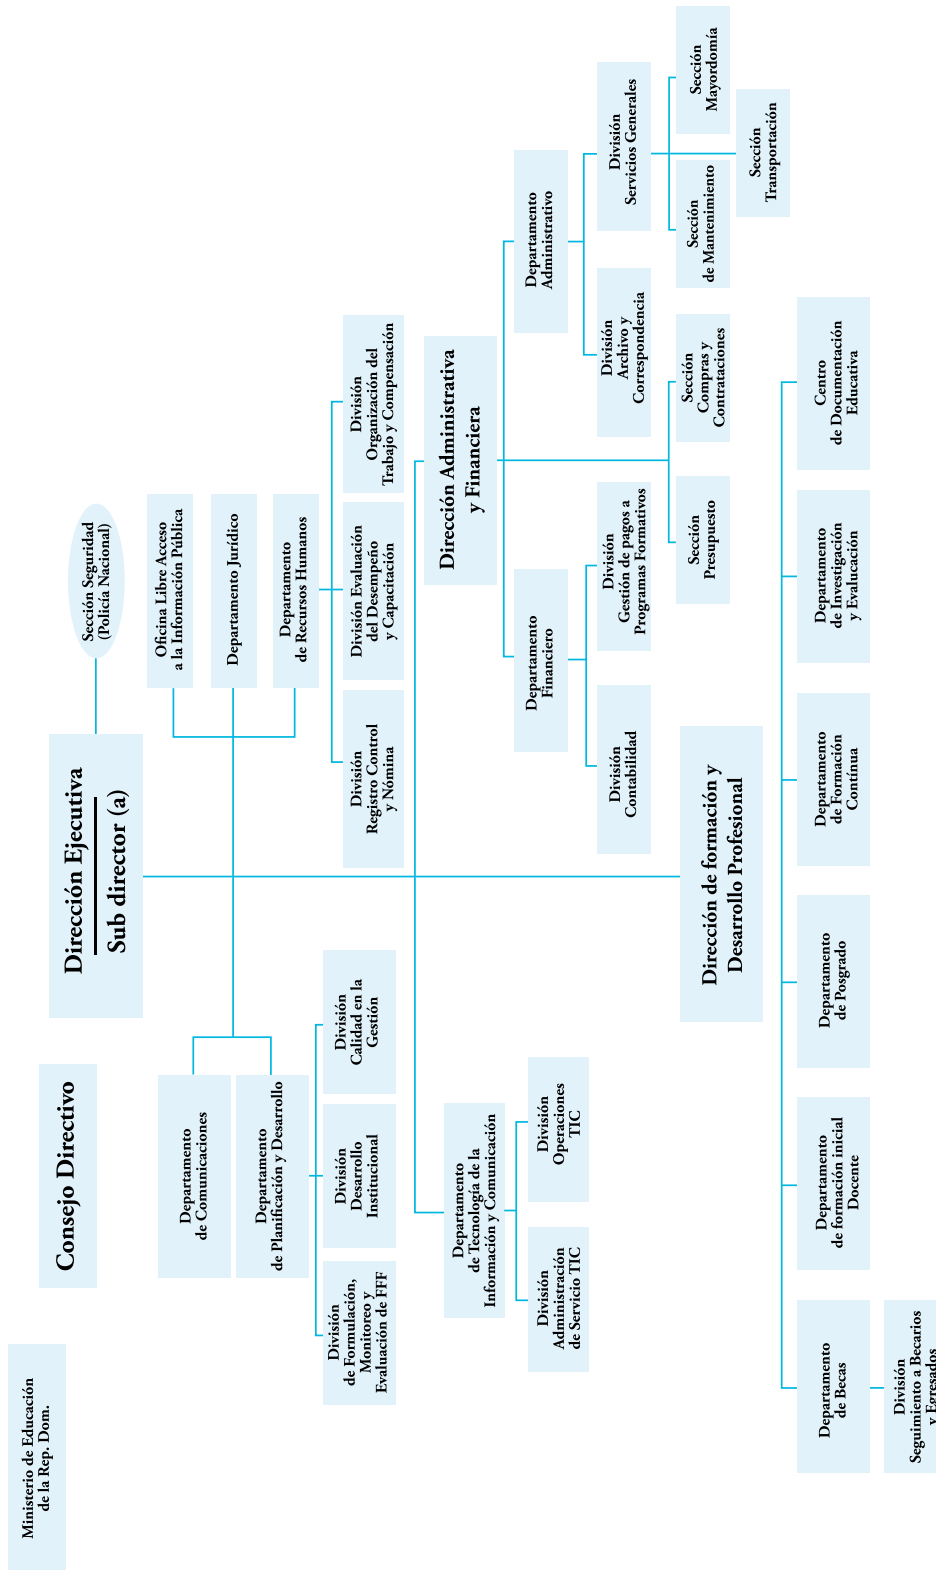 Ministerio de Educación
de la Rep. Dom.
Consejo Directivo
Dirección Ejecutiva
Sub director (a)
Sección Seguridad
(Policía Nacional)
Departamento
de Comunicaciones
Departamento
de Planificación y Desarrollo
Oficina Libre Acceso
a la Información Pública
Departamento Jurídico
Departamento
de Recursos Humanos
División
de Formulación,
Monitoreo y
Evaluación de FFF
División
Desarrollo
Institucional
División
Calidad en la
Gestión
División
Registro Control
y Nómina
División Evaluación
del Desempeño
y Capacitación
División
Organización del
Trabajo y Compensación
Departamento
de Tecnología de la
Información y Comunicación
División
Administración
de Servicio TIC
División
Operaciones
TIC
Dirección Administrativa
y Financiera
Departamento
Financiero
Departamento
Administrativo
División
Contabilidad
División
Gestión de pagos a
Programas Formativos
División
Archivo y
Correspondencia
División
Servicios Generales
Sección
Presupuesto
Sección
Compras y
Contrataciones
Sección
de Mantenimiento
Sección
Mayordomía
Sección
Transportación
Dirección de formación y
Desarrollo Profesional
Departamento
de Becas
Departamento
de formación inicial
Docente
Departamento
de Posgrado
Departamento
de Formación
Contínua
Departamento
de Investigación
y Evalucación
Centro
de Documentación
Educativa
División
Seguimiento a Becarios
y Egresados